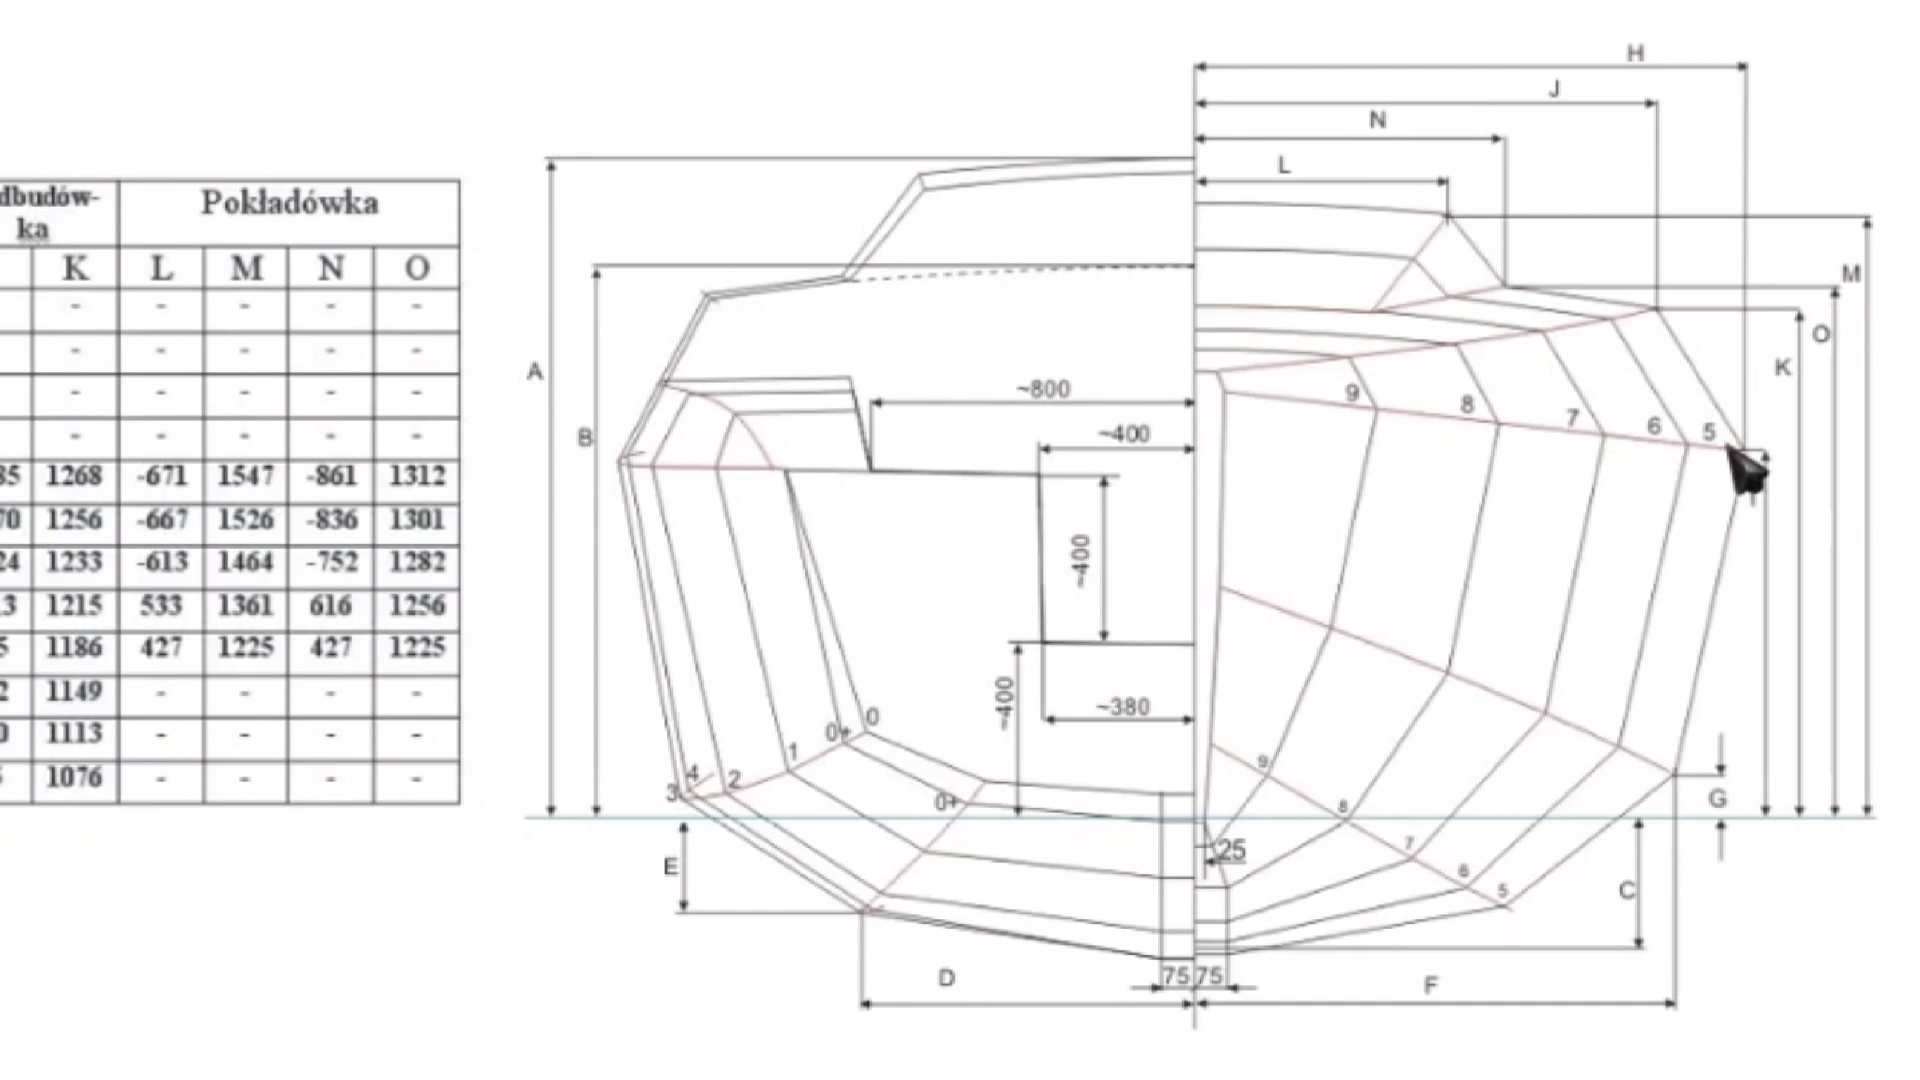 dbudów-
ka
Pokładówka
K L M N O
- - - - -
- - - - -
- - - - -
- - - - -
85 1268 -671 1547 -861 1312
70 1256 -667 1526 -836 1301
24 1233 -613 1464 -752 1282
13 1215 533 1361 616 1256
5 1186 427 1225 427 1225
2 1149 - - - -
0 1113 - - - -
1076 - - - -
H
J
N
L
M
O
K
A
B
~800
~400
~400
~400
~380
9 8 7 6 5
0
0+
1
2
4
3
0+
9
8
7
6
5
G
25
E
C
D
75 75
F